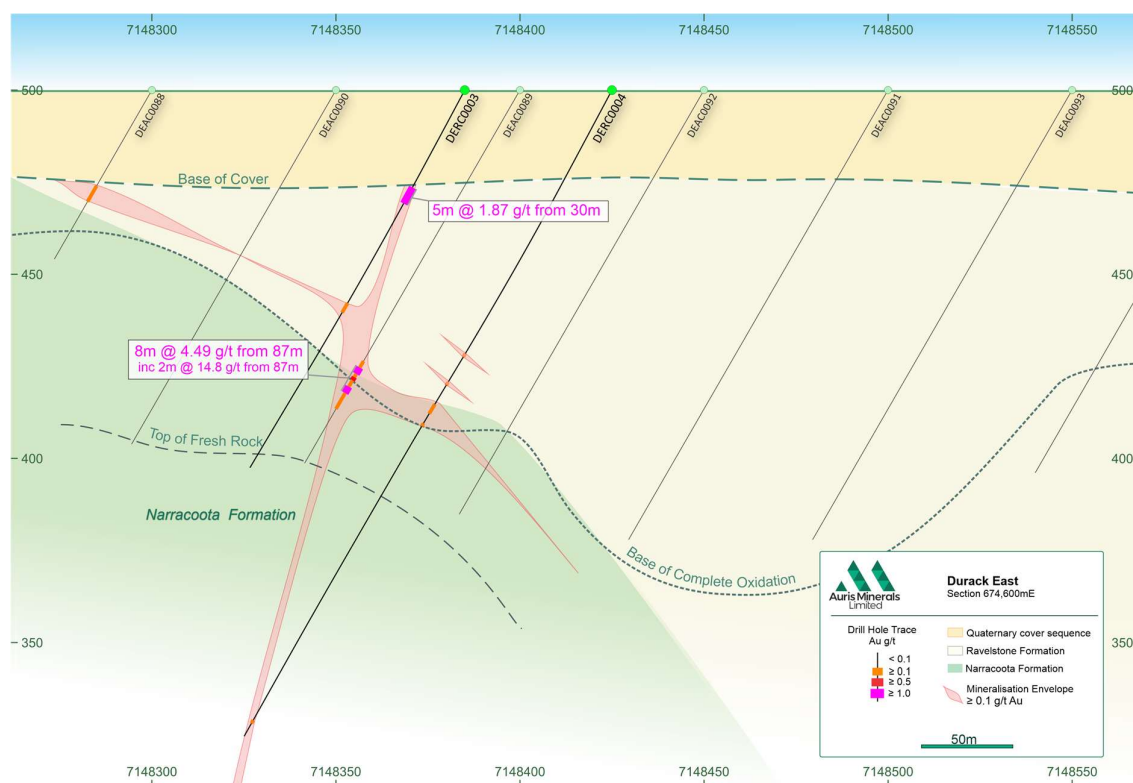 7148300 7148350 7148400 7148450 7148500 7148550
500 500
DEAC0088
DEAC0090
DERC0003
DEAC0089
DERC0004
DEAC0092
DEAC0091
DEAC0093
Base of Cover
5m @ 1.87 g/t from 30m
450 450
8m @ 4.49 g/t from 87m
inc 2m @ 14.8 g/t from 87m
Top of Fresh Rock
400 400
Narracoota Formation
Base of Complete Oxidation
350 350
Auris Minerals
Limited
Durack East
Section 674,600mE
Drill Hole Trace
Au g/t
< 0.1
≥ 0.1
≥ 0.5
≥ 1.0
Quaternary cover sequence
Ravelstone Formation
Narracoota Formation
Mineralisation Envelope
≥ 0.1 g/t Au
50m
7148300 7148350 7148400 7148450 7148500 7148550